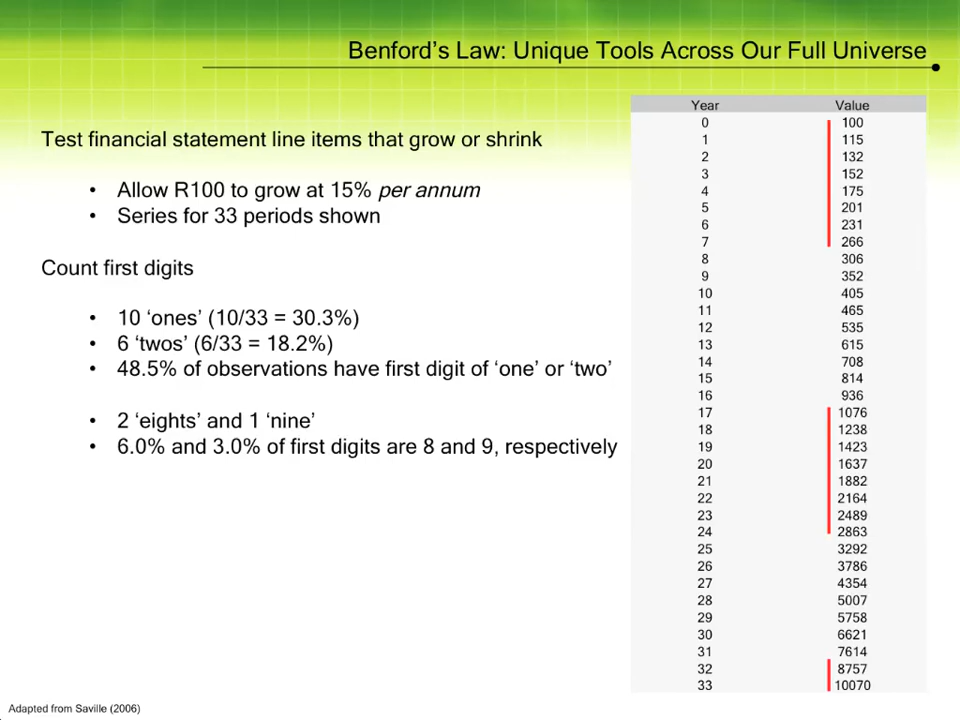 Benford's Law: Unique Tools Across Our Full Universe
Test financial statement line items that grow or shrink
• Allow R100 to grow at 15% per annum
• Series for 33 periods shown
Count first digits
• 10 ‘ones’ (10/33 = 30.3%)
• 6 ‘twos’ (6/33 = 18.2%)
• 48.5% of observations have first digit of ‘one’ or ‘two’
• 2 ‘eights’ and 1 ‘nine’
• 6.0% and 3.0% of first digits are 8 and 9, respectively
Year Value
0 100
1 115
2 132
3 152
4 175
5 201
6 231
7 266
8 306
9 352
10 405
11 465
12 535
13 615
14 708
15 814
16 936
17 1076
18 1238
19 1423
20 1637
21 1882
22 2164
23 2489
24 2863
25 3292
26 3786
27 4354
28 5007
29 5758
30 6621
31 7614
32 8757
33 10070
Adapted from Saville (2006)